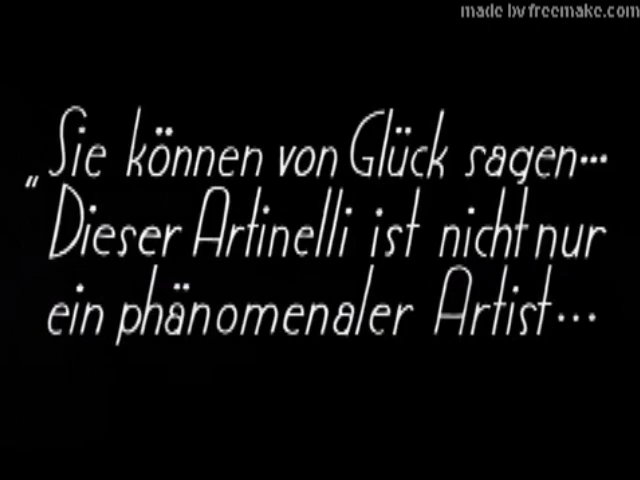 made by freemake.com
„Sie können von Glück sagen...
Dieser Artinelli ist nicht nur
ein phänomenaler Artist...